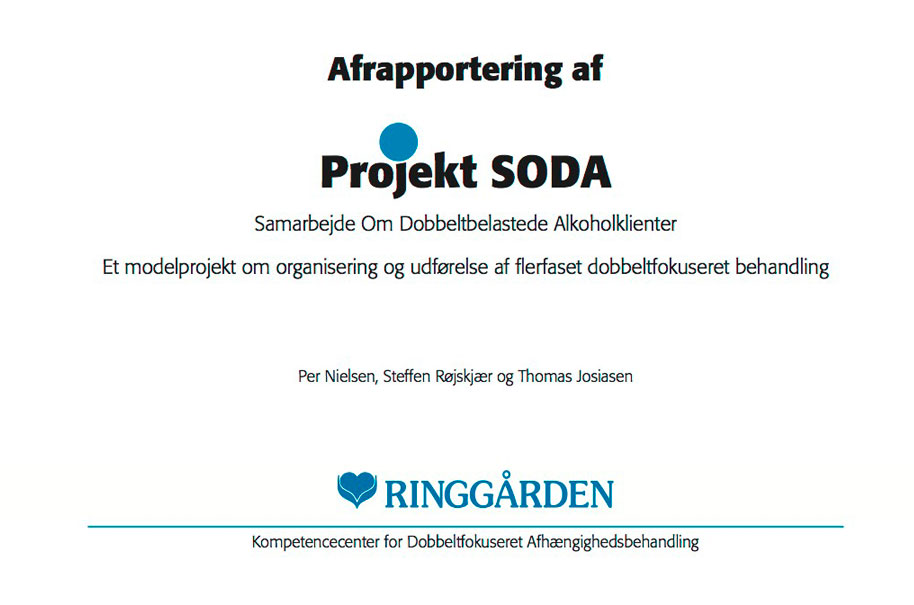 Afrapportering af
Projekt SODA
Samarbejde Om Dobbeltbelastede Alkoholklienter
Et modelprojekt om organisering og udførelse af flerfaset dobbeltfokuseret behandling
Per Nielsen, Steffen Røjskjær og Thomas Josiasen
RINGGÅRDEN
Kompetencecenter for Dobbeltfokuseret Afhængighedsbehandling